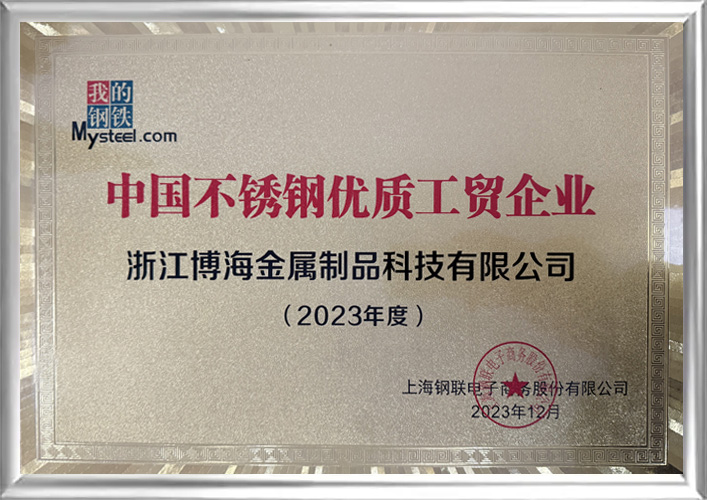 我的
钢铁
Mysteel.com
中国不锈钢优质工贸企业
浙江博海金属制品科技有限公司
（2023年度）
上海钢联电子商务股份有限公司
2023年12月